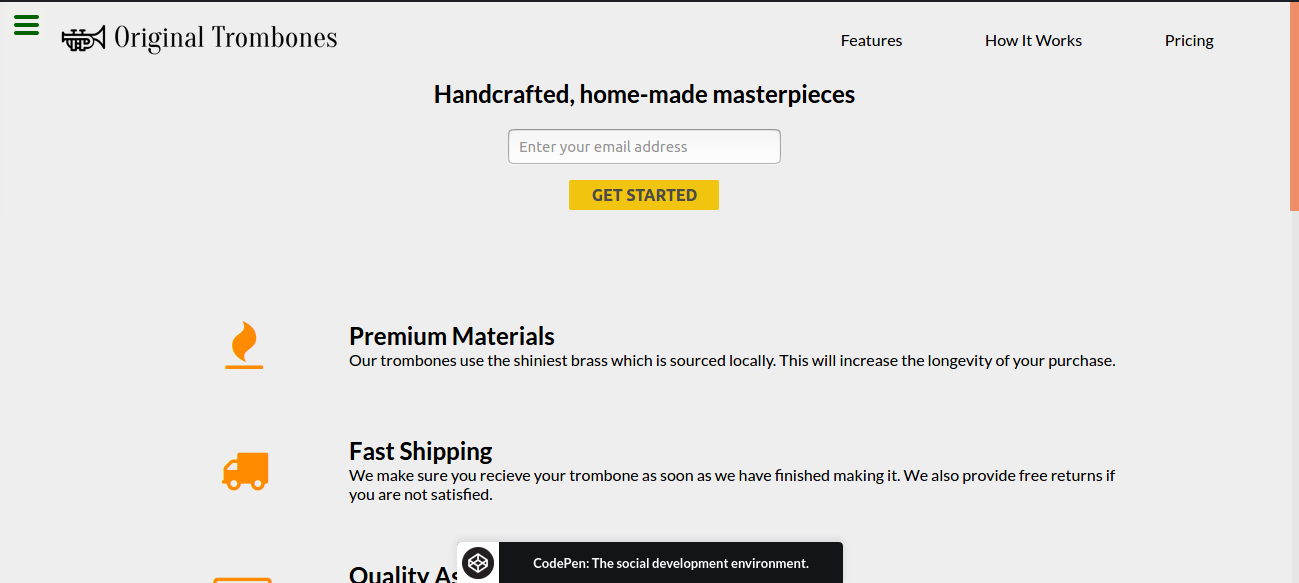 Original Trombones
Features
How It Works
Pricing
Handcrafted, home-made masterpieces
Enter your email address
GET STARTED
Premium Materials
Our trombones use the shiniest brass which is sourced locally. This will increase the longevity of your purchase.
Fast Shipping
We make sure you recieve your trombone as soon as we have finished making it. We also provide free returns if
you are not satisfied.
Quality
CodePen: The social development environment.